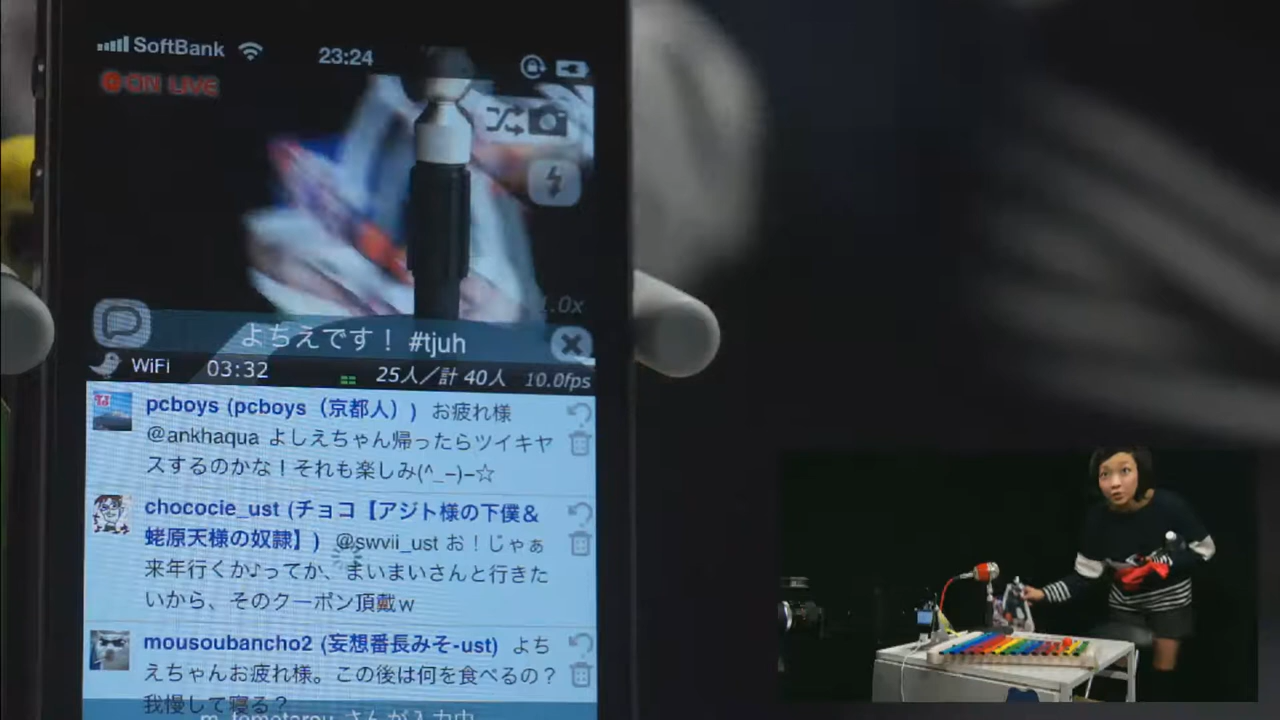 SoftBank 23:24
ON LIVE
1.0x
よちえです！ #tjuh
WiFi 03:32 25人／計 40人 10.0fps
pcboys (pcboys（京都人）) お疲れ様
@ankhaqua よしえちゃん帰ったらツイキヤ
スするのかな！それも楽しみ(^_−)−☆
chococie_ust (チョコ【アジト様の下僕＆
蛯原天様の奴隷】) @swvii_ust お！じゃぁ
来年行くか♪ってか、まいまいさんと行きた
いから、そのクーポン頂戴w
mousoubancho2 (妄想番長みそ-ust) よち
えちゃんお疲れ様。この後は何を食べるの？
我慢して寝る？
さんが入力中